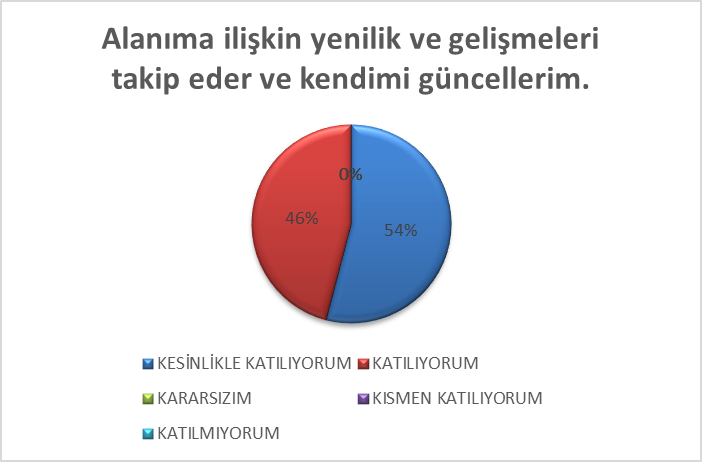 Alanıma ilişkin yenilik ve gelişmeleri
takip eder ve kendimi güncellerim.
0%
46%
54%
KESİNLİKLE KATILIYORUM
KATILIYORUM
KARARSIZIM
KISMEN KATILIYORUM
KATILMIYORUM